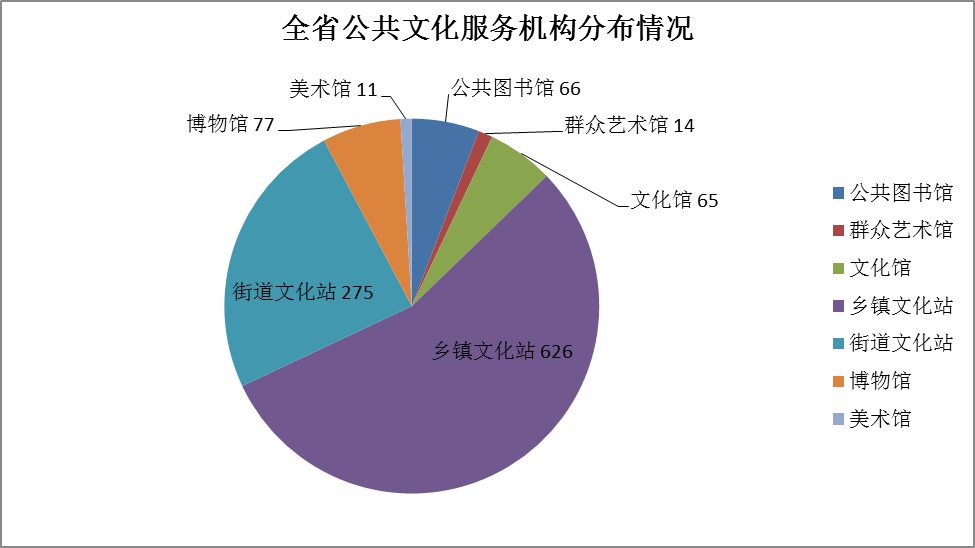 全省公共文化服务机构分布情况
美术馆 11
公共图书馆 66
博物馆 77
群众艺术馆 14
文化馆 65
街道文化站 275
乡镇文化站 626
公共图书馆
群众艺术馆
文化馆
乡镇文化站
街道文化站
博物馆
美术馆